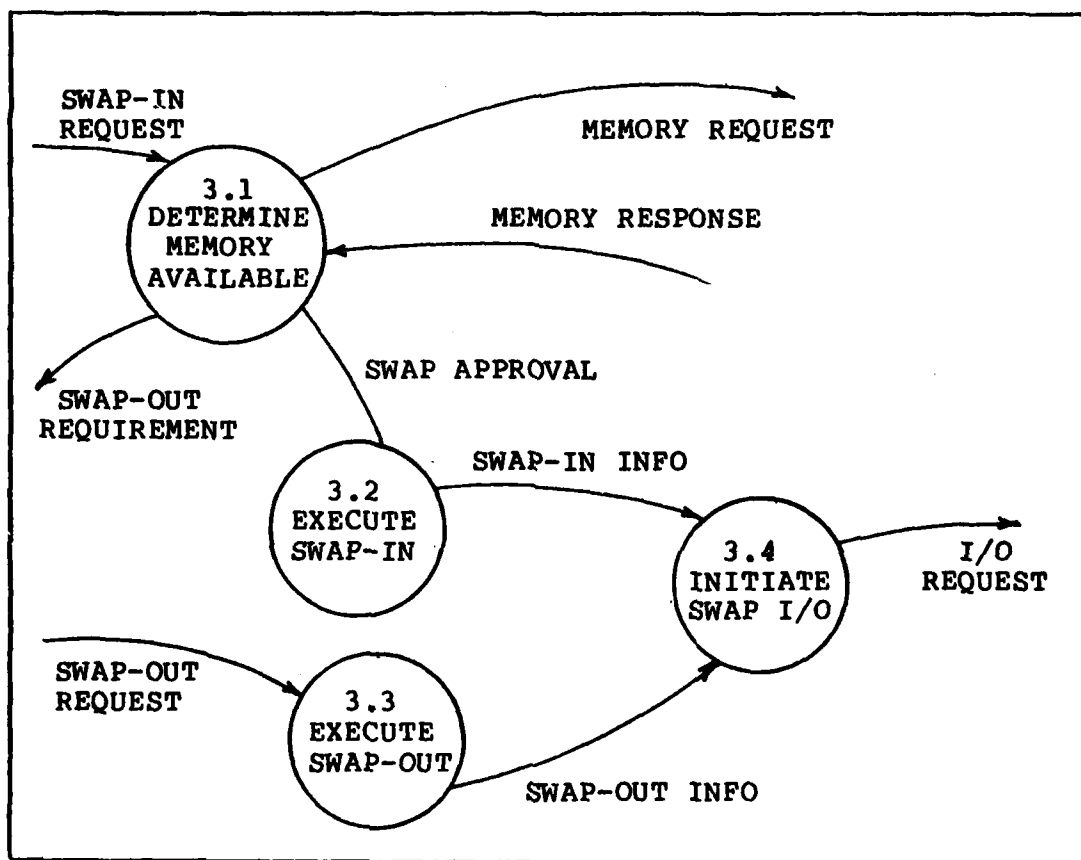 SWAP-IN
REQUEST
MEMORY REQUEST
3.1
DETERMINE
MEMORY
AVAILABLE
MEMORY RESPONSE
SWAP APPROVAL
SWAP-OUT
REQUIREMENT
3.2
EXECUTE
SWAP-IN
SWAP-IN INFO
3.4
INITIATE
SWAP I/O
I/O
REQUEST
SWAP-OUT
REQUEST
3.3
EXECUTE
SWAP-OUT
SWAP-OUT INFO